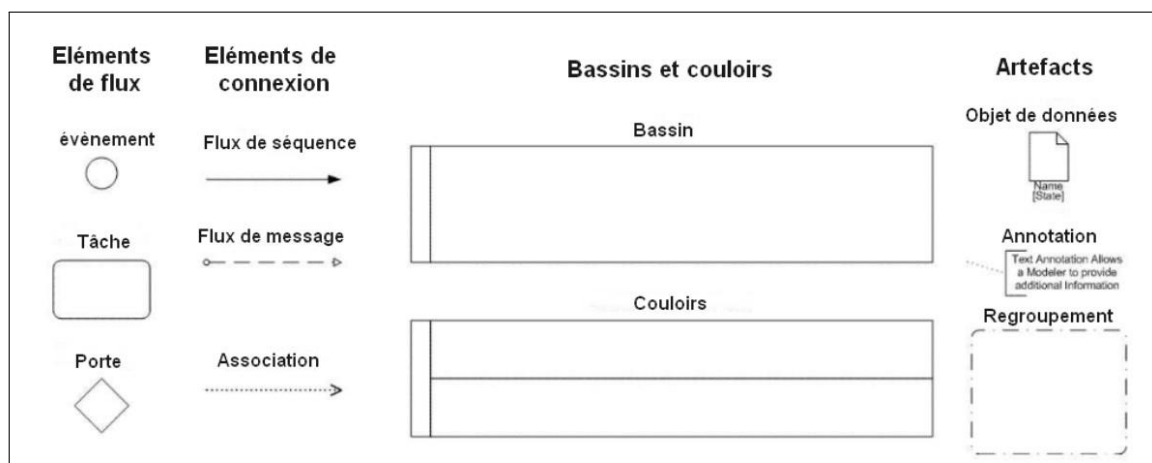 Eléments
de flux
évènement
Tâche
Porte
Eléments de
connexion
Flux de séquence
Flux de message
Association
Bassins et couloirs
Bassin
Couloirs
Artefacts
Objet de données
Name
[State]
Annotation
Text Annotation Allows
a Modeler to provide
additional Information
Regroupement